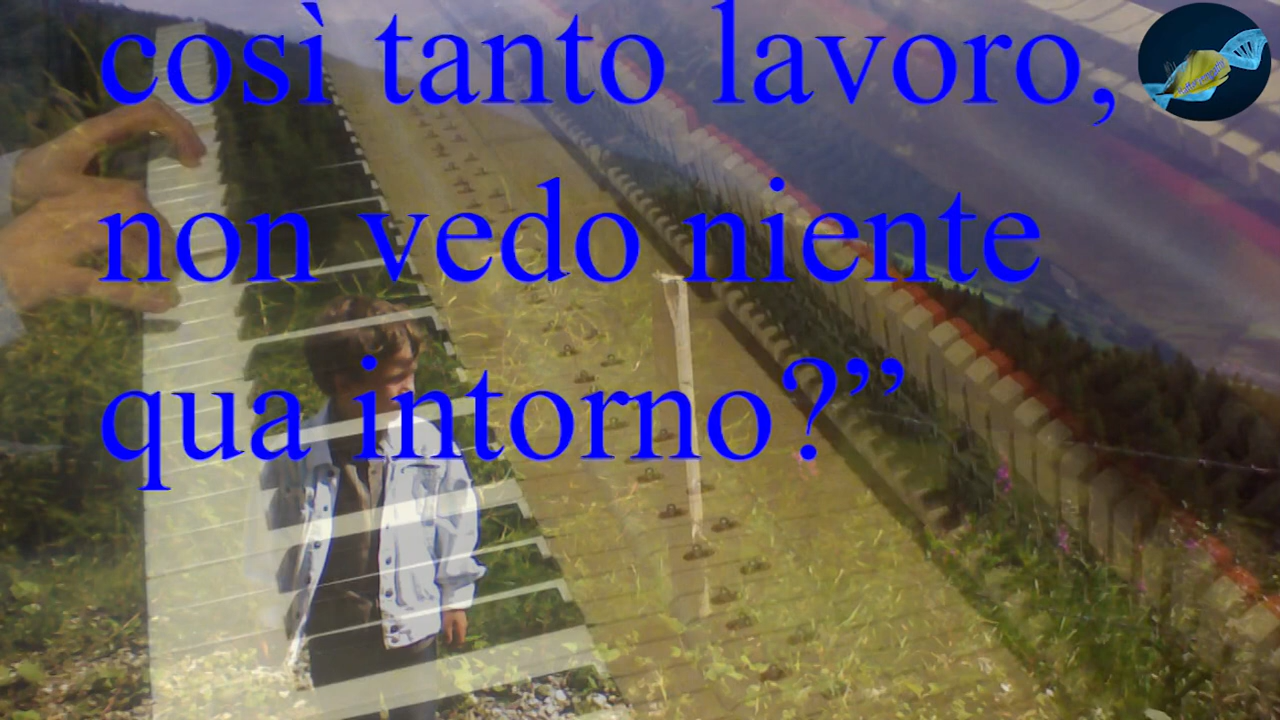 così tanto lavoro,
non vedo niente
qua intorno?”